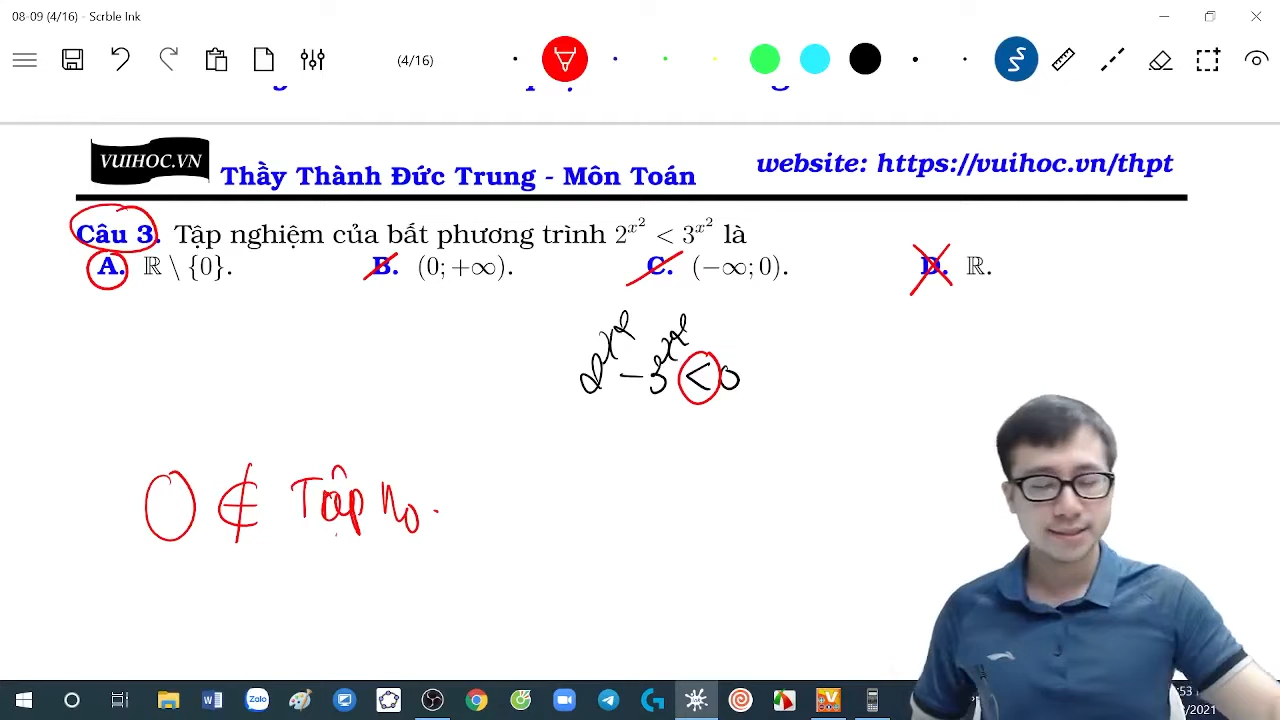 08-09 (4/16) - Scrble Ink
(4/16)
VUIHOC.VN
Thầy Thành Đức Trung - Môn Toán
website: https://vuihoc.vn/thpt
Câu 3. Tập nghiệm của bất phương trình 2^{x^2} < 3^{x^2} là
A. ℝ \ {0}.
B. (0; +∞).
C. (−∞; 0).
D. ℝ.
2^{x^2} − 3^{x^2} < 0
0 ∉ Tập no.